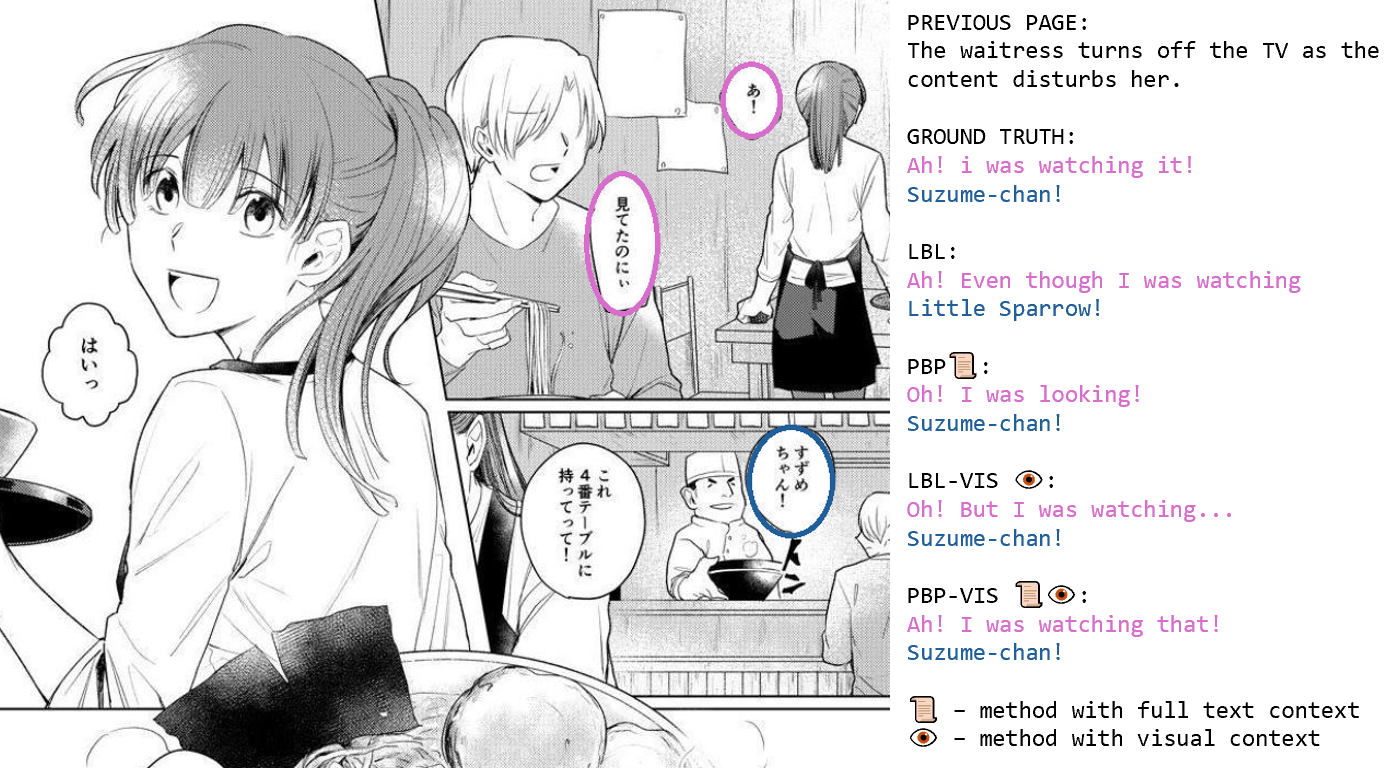 あ！
見てたのにぃ
すずめ
ちゃん！
これ
４番テーブルに
持ってって！
はいっ
PREVIOUS PAGE:
The waitress turns off the TV as the
content disturbs her.
GROUND TRUTH:
Ah! i was watching it!
Suzume-chan!
LBL:
Ah! Even though I was watching
Little Sparrow!
PBP📜:
Oh! I was looking!
Suzume-chan!
LBL-VIS 👁:
Oh! But I was watching...
Suzume-chan!
PBP-VIS 📜👁:
Ah! I was watching that!
Suzume-chan!
📜 – method with full text context
👁 – method with visual context